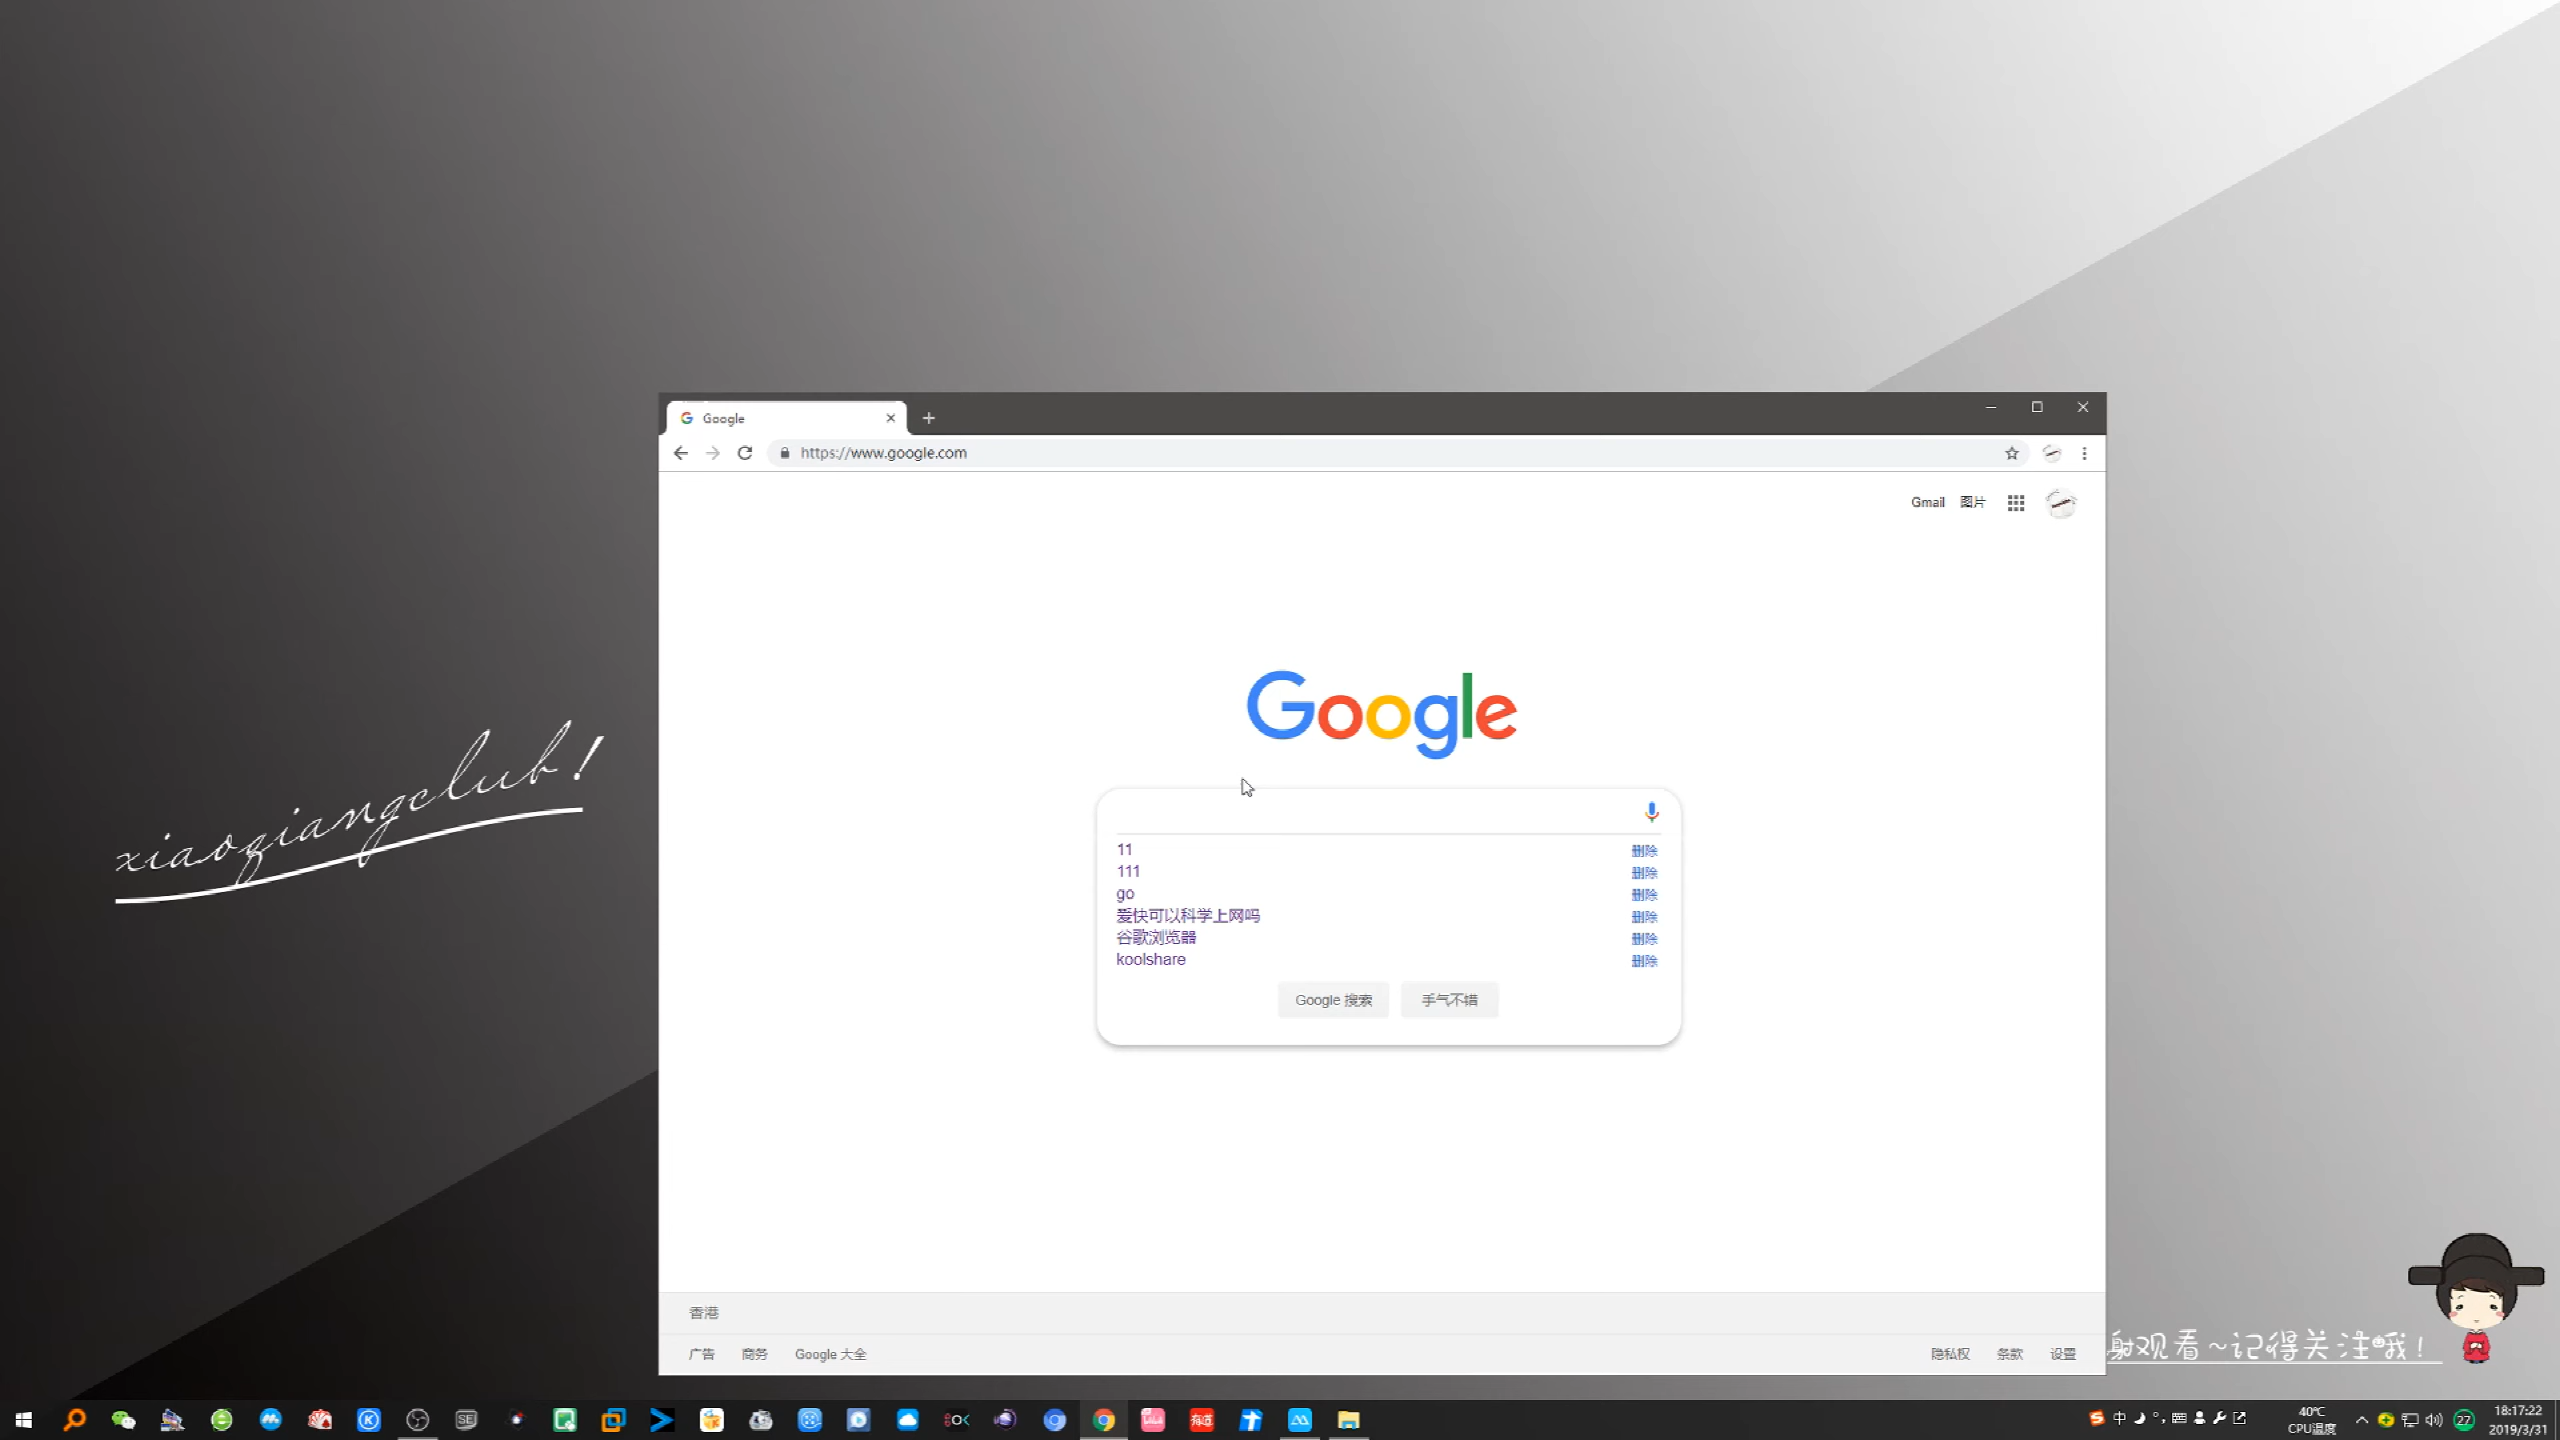 Google
https://www.google.com
Gmail 图片
Google
11 删除
111 删除
go 删除
爱快可以科学上网吗 删除
谷歌浏览器 删除
koolshare 删除
Google 搜索 手气不错
xiaoqiangclub!
香港
广告 商务 Google 大全 隐私权 条款 设置
观看~记得关注哦!
SE
中
40℃
CPU温度
27
18:17:22
2019/3/31